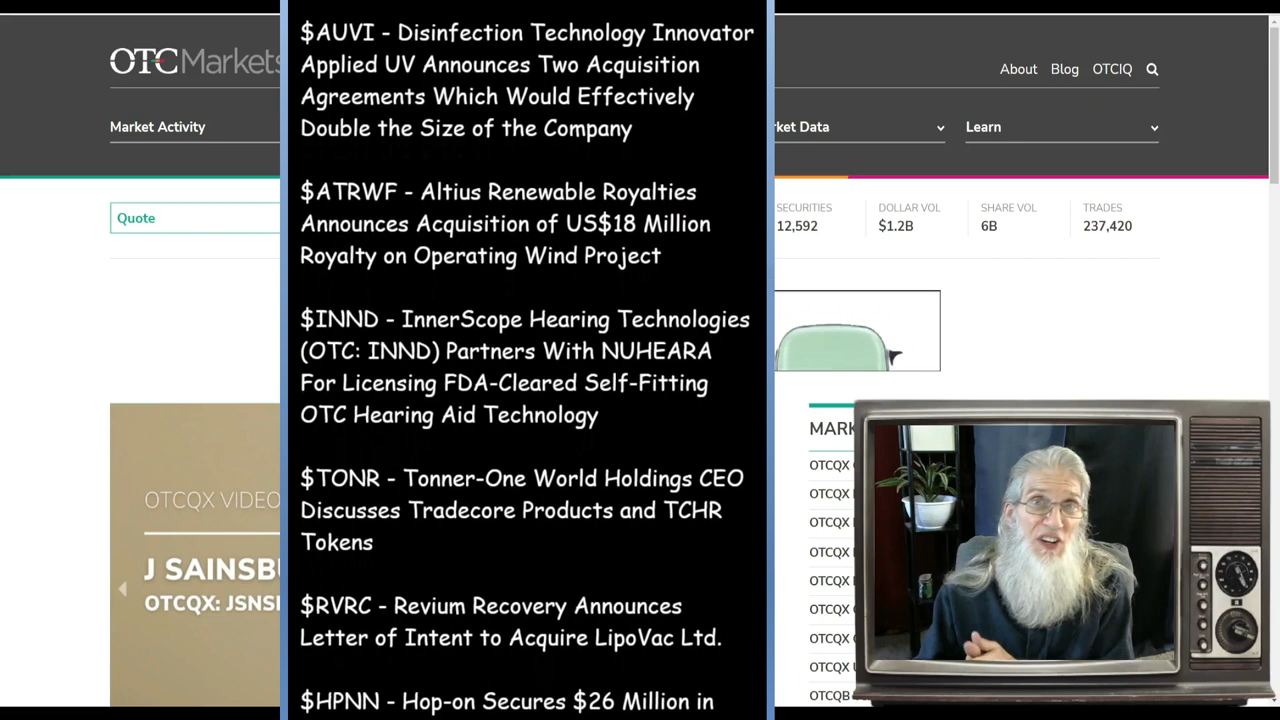 OTCMarkets
About Blog OTCIQ
Market Activity
ket Data
Learn
Quote
SECURITIES
12,592
DOLLAR VOL
$1.2B
SHARE VOL
6B
TRADES
237,420
$AUVI - Disinfection Technology Innovator
Applied UV Announces Two Acquisition
Agreements Which Would Effectively
Double the Size of the Company
$ATRWF - Altius Renewable Royalties
Announces Acquisition of US$18 Million
Royalty on Operating Wind Project
$INND - InnerScope Hearing Technologies
(OTC: INND) Partners With NUHEARA
For Licensing FDA-Cleared Self-Fitting
OTC Hearing Aid Technology
$TONR - Tonner-One World Holdings CEO
Discusses Tradecore Products and TCHR
Tokens
$RVRC - Revium Recovery Announces
Letter of Intent to Acquire LipoVac Ltd.
$HPNN - Hop-on Secures $26 Million in
OTCQX VIDEO
J SAINSBU
OTCQX: JSNS
MARK
OTCQX
OTCQX
OTCQX
OTCQX
OTCQX
OTCQX
OTCQX
OTCQX
OTCQB